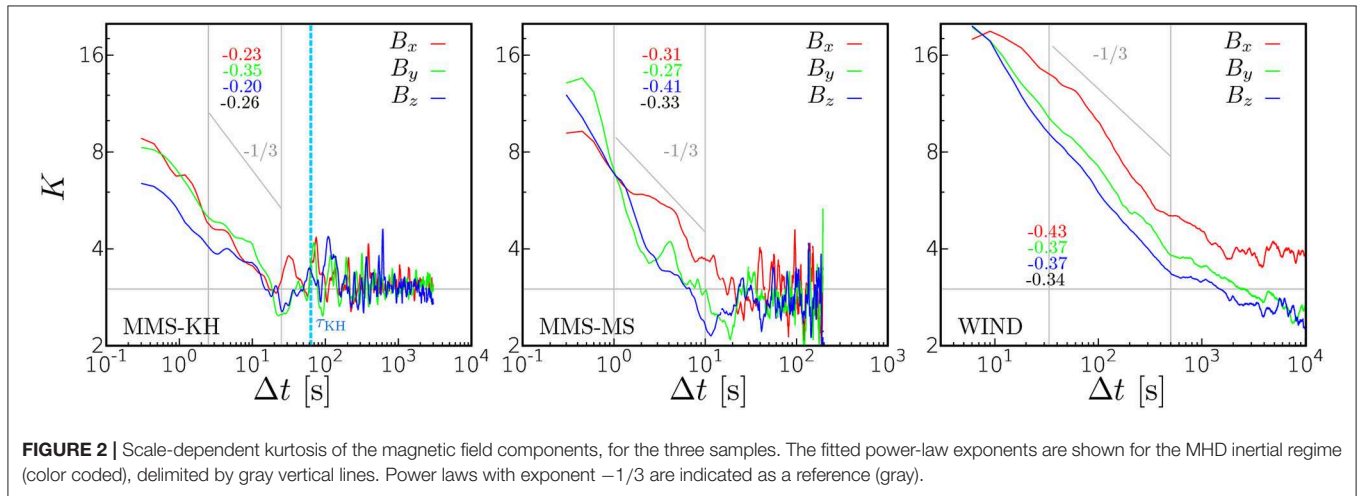 K
16
8
4
2
-0.23
-0.35
-0.20
-0.26
-1/3
B_x
B_y
B_z
MMS-KH
τ_KH
10^-1 10^0 10^1 10^2 10^3 10^4
Δt [s]
16
8
4
2
-0.31
-0.27
-0.41
-0.33
-1/3
B_x
B_y
B_z
MMS-MS
10^-1 10^0 10^1 10^2 10^3
Δt [s]
16
8
4
2
-1/3
B_x
B_y
B_z
-0.43
-0.37
-0.37
-0.34
WIND
10^1 10^2 10^3 10^4
Δt [s]
FIGURE 2 | Scale-dependent kurtosis of the magnetic field components, for the three samples. The fitted power-law exponents are shown for the MHD inertial regime
(color coded), delimited by gray vertical lines. Power laws with exponent −1/3 are indicated as a reference (gray).